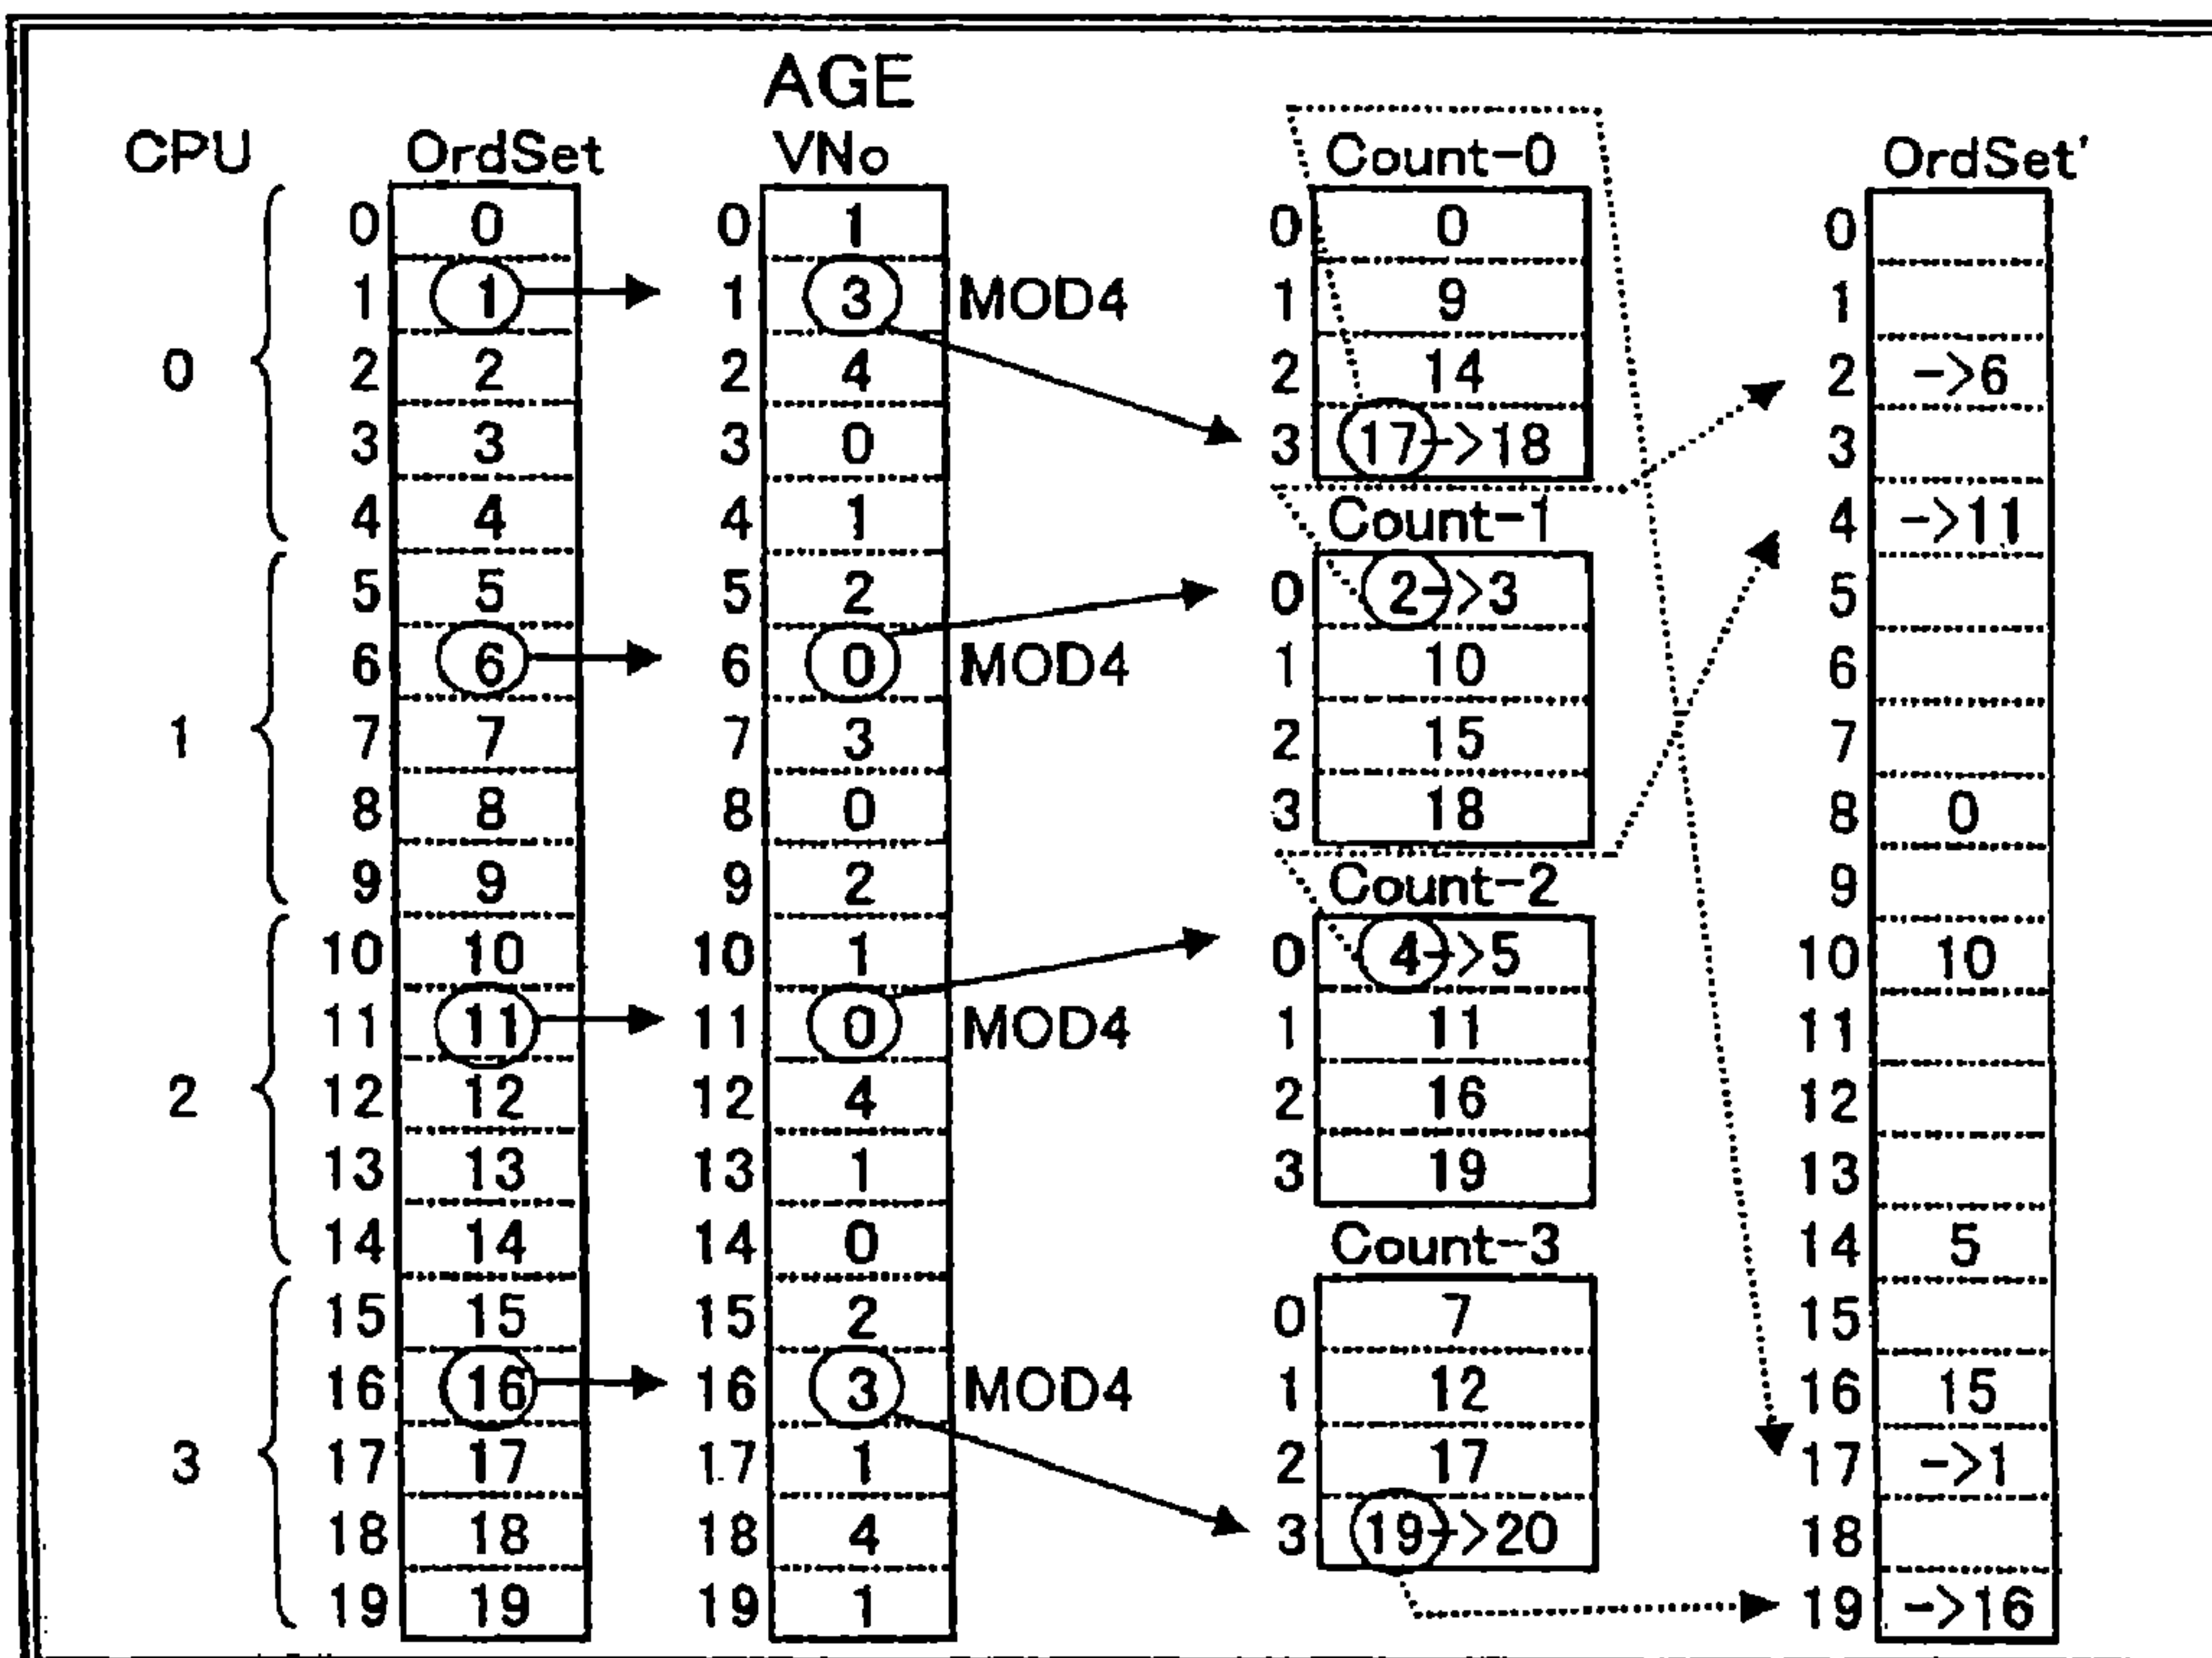 AGE
CPU OrdSet VNo Count-0 OrdSet'
0 0 0 1 0 0 0
1 1 1 3 MOD4 1 9 1
0 2 2 2 4 2 14 2 ->6
3 3 3 0 3 17->18 3
4 4 4 1 Count-1 4 ->11
5 5 5 2 0 2->3 5
6 6 6 0 MOD4 1 10 6
1 7 7 7 3 2 15 7
8 8 8 0 3 18 8 0
9 9 9 2 Count-2 9
10 10 10 1 0 4->5 10 10
11 11 11 0 MOD4 1 11 11
2 12 12 12 4 2 16 12
13 13 13 1 3 19 13
14 14 14 0 Count-3 14 5
15 15 15 2 0 7 15
16 16 16 3 MOD4 1 12 16 15
3 17 17 17 1 2 17 17 ->1
18 18 18 4 3 19->20 18
19 19 19 1 19 ->16